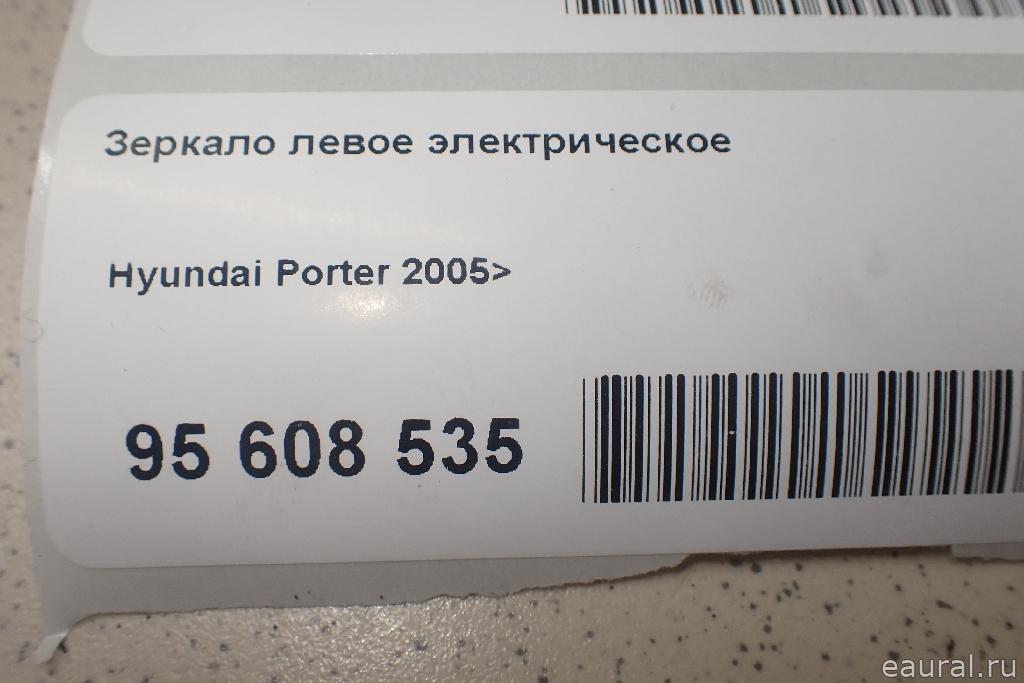 Зеркало левое электрическое
Hyundai Porter 2005>
95 608 535
eaural.ru